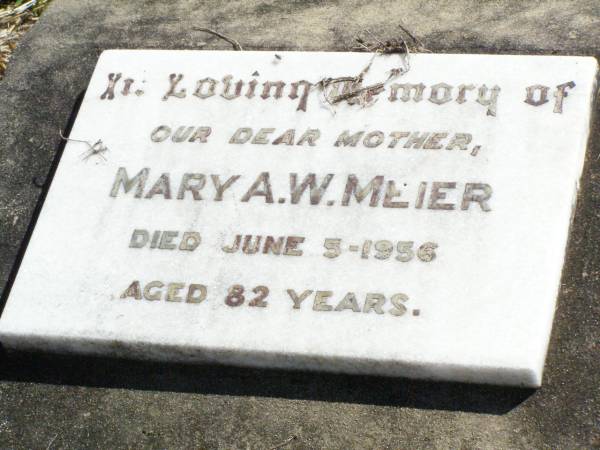 In Loving Memory of
OUR DEAR MOTHER,
MARY A. W. MEIER
DIED JUNE 5-1956
AGED 82 YEARS.